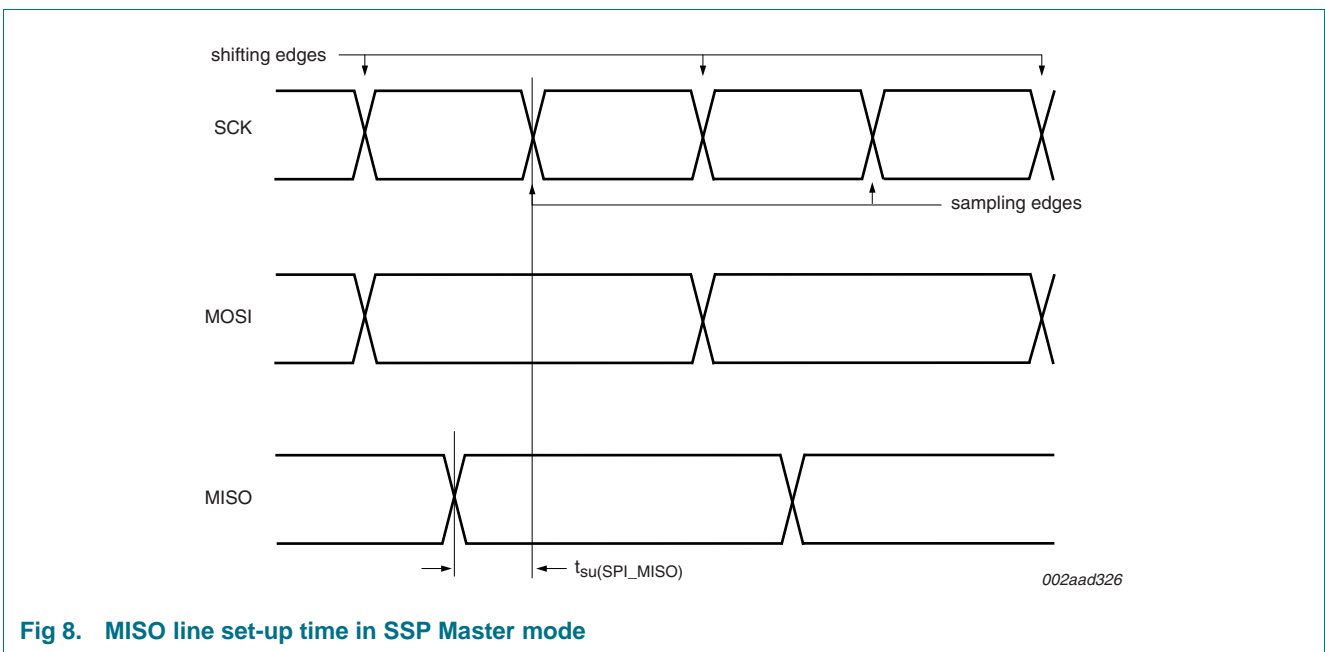 shifting edges
SCK
sampling edges
MOSI
MISO
tsu(SPI_MISO)
002aad326
Fig 8. MISO line set-up time in SSP Master mode